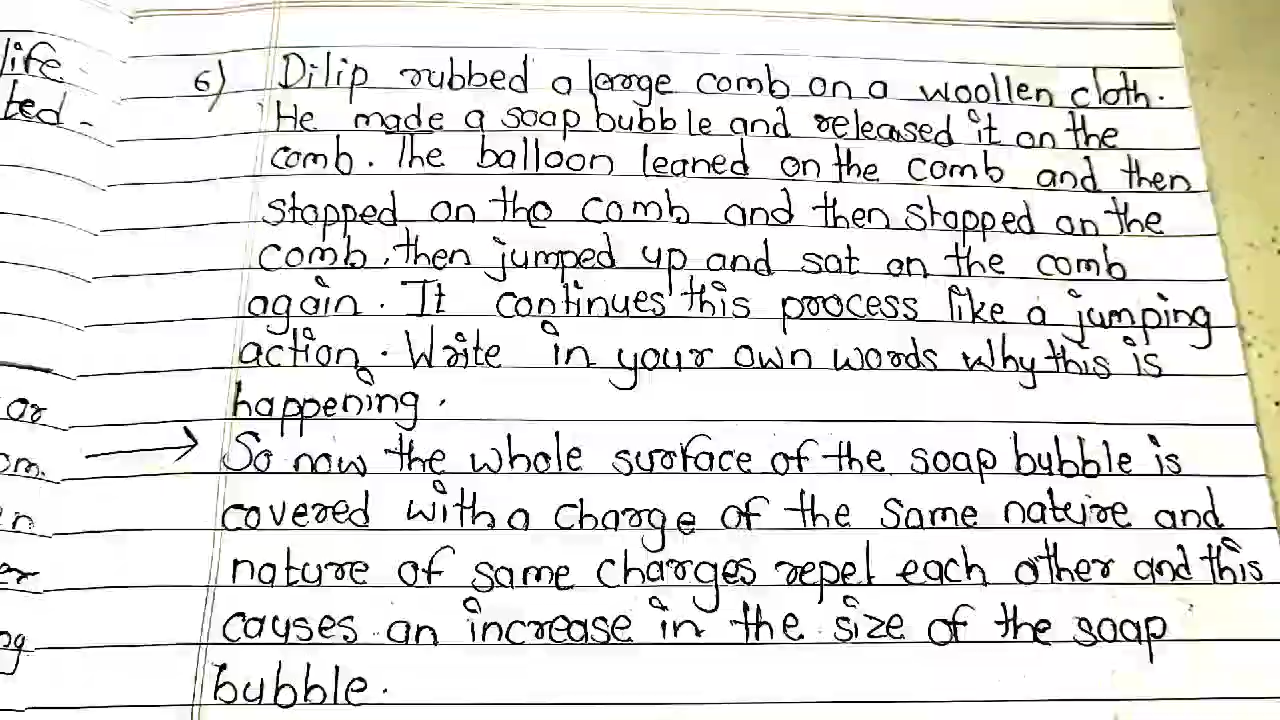 life
ted -
6) Dilip rubbed a large comb on a woollen cloth.
He made a soap bubble and released it on the
comb. The balloon leaned on the comb and then
stopped on the comb and then stopped on the
comb, then jumped up and sat on the comb
again. It continues this process like a jumping
action. Write in your own words why this is
happening.
or
om. → So now the whole surface of the soap bubble is
n covered with a charge of the same nature and
er nature of same charges repel each other and this
causes an increase in the size of the soap
bubble.